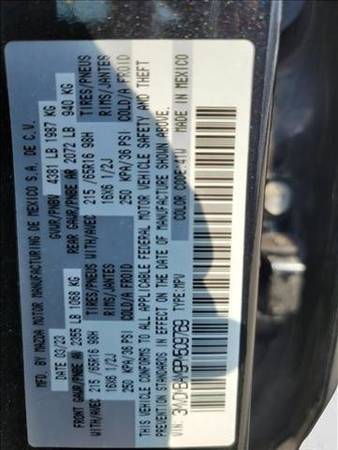 MFD. BY MAZDA MOTOR MANUFACTURING DE MEXICO S.A. DE C.V.
DATE 03/23 GVWR/PNBV 4381 LB 1987 KG
FRONT GAWR/PNBE AV 2355 LB 1068 KG REAR GAWR/PNBE AR 2072 LB 940 KG
WITH/AVEC 215/65R16 98H TIRES/PNEUS WITH/AVEC 215/65R16 98H TIRES/PNEUS
16X6 1/2J RIMS/JANTES 16X6 1/2J RIMS/JANTES
250 KPA/36 PSI COLD/A FROID 250 KPA/36 PSI COLD/A FROID
THIS VEHICLE CONFORMS TO ALL APPLICABLE FEDERAL MOTOR VEHICLE SAFETY AND THEFT
PREVENTION STANDARDS IN EFFECT ON THE DATE OF MANUFACTURE SHOWN ABOVE.
MADE IN MEXICO
VIN: TYPE:MPV COLOR CODE:41W